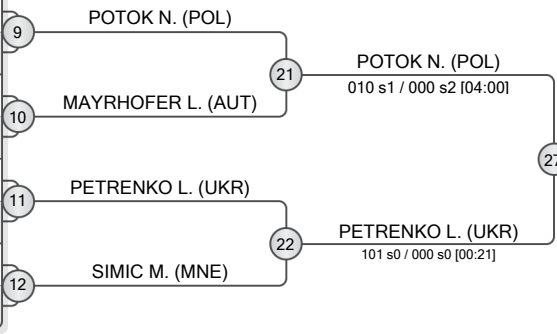 POTOK N. (POL)
9
21
POTOK N. (POL)
010 s1 / 000 s2 [04:00]
MAYRHOFER L. (AUT)
10
27
PETRENKO L. (UKR)
11
22
PETRENKO L. (UKR)
101 s0 / 000 s0 [00:21]
SIMIC M. (MNE)
12